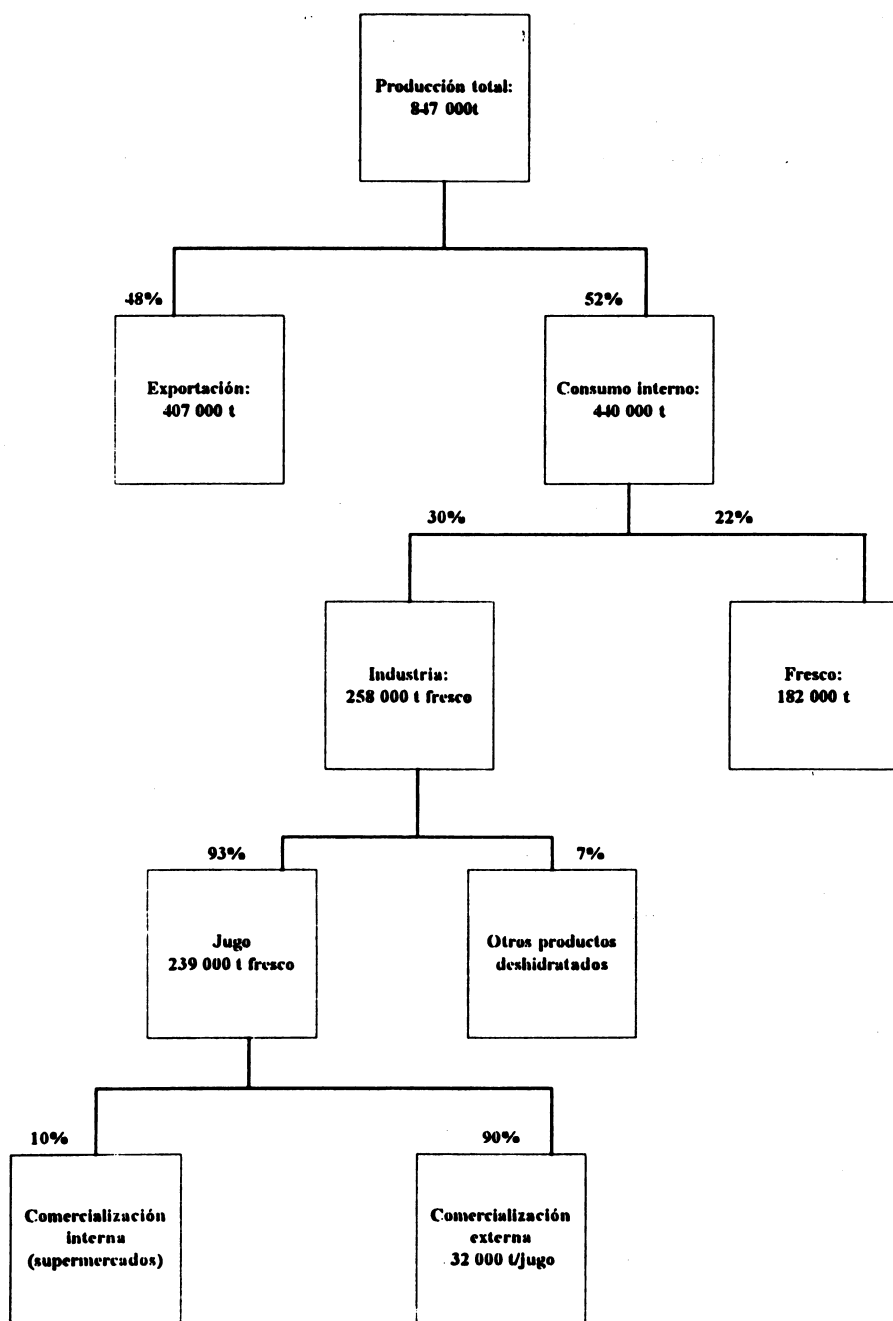 Producción total:
847 000t
48%
52%
Exportación:
407 000 t
Consumo interno:
440 000 t
30%
22%
Industria:
258 000 t fresco
Fresco:
182 000 t
93%
7%
Jugo
239 000 t fresco
Otros productos
deshidratados
10%
90%
Comercialización
interna
(supermercados)
Comercialización
externa
32 000 t/jugo